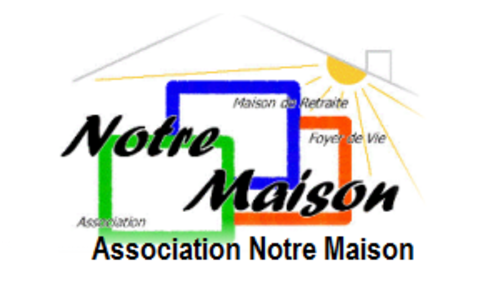 Maison de Retraite
Notre
Foyer de Vie
Maison
Association
Association Notre Maison